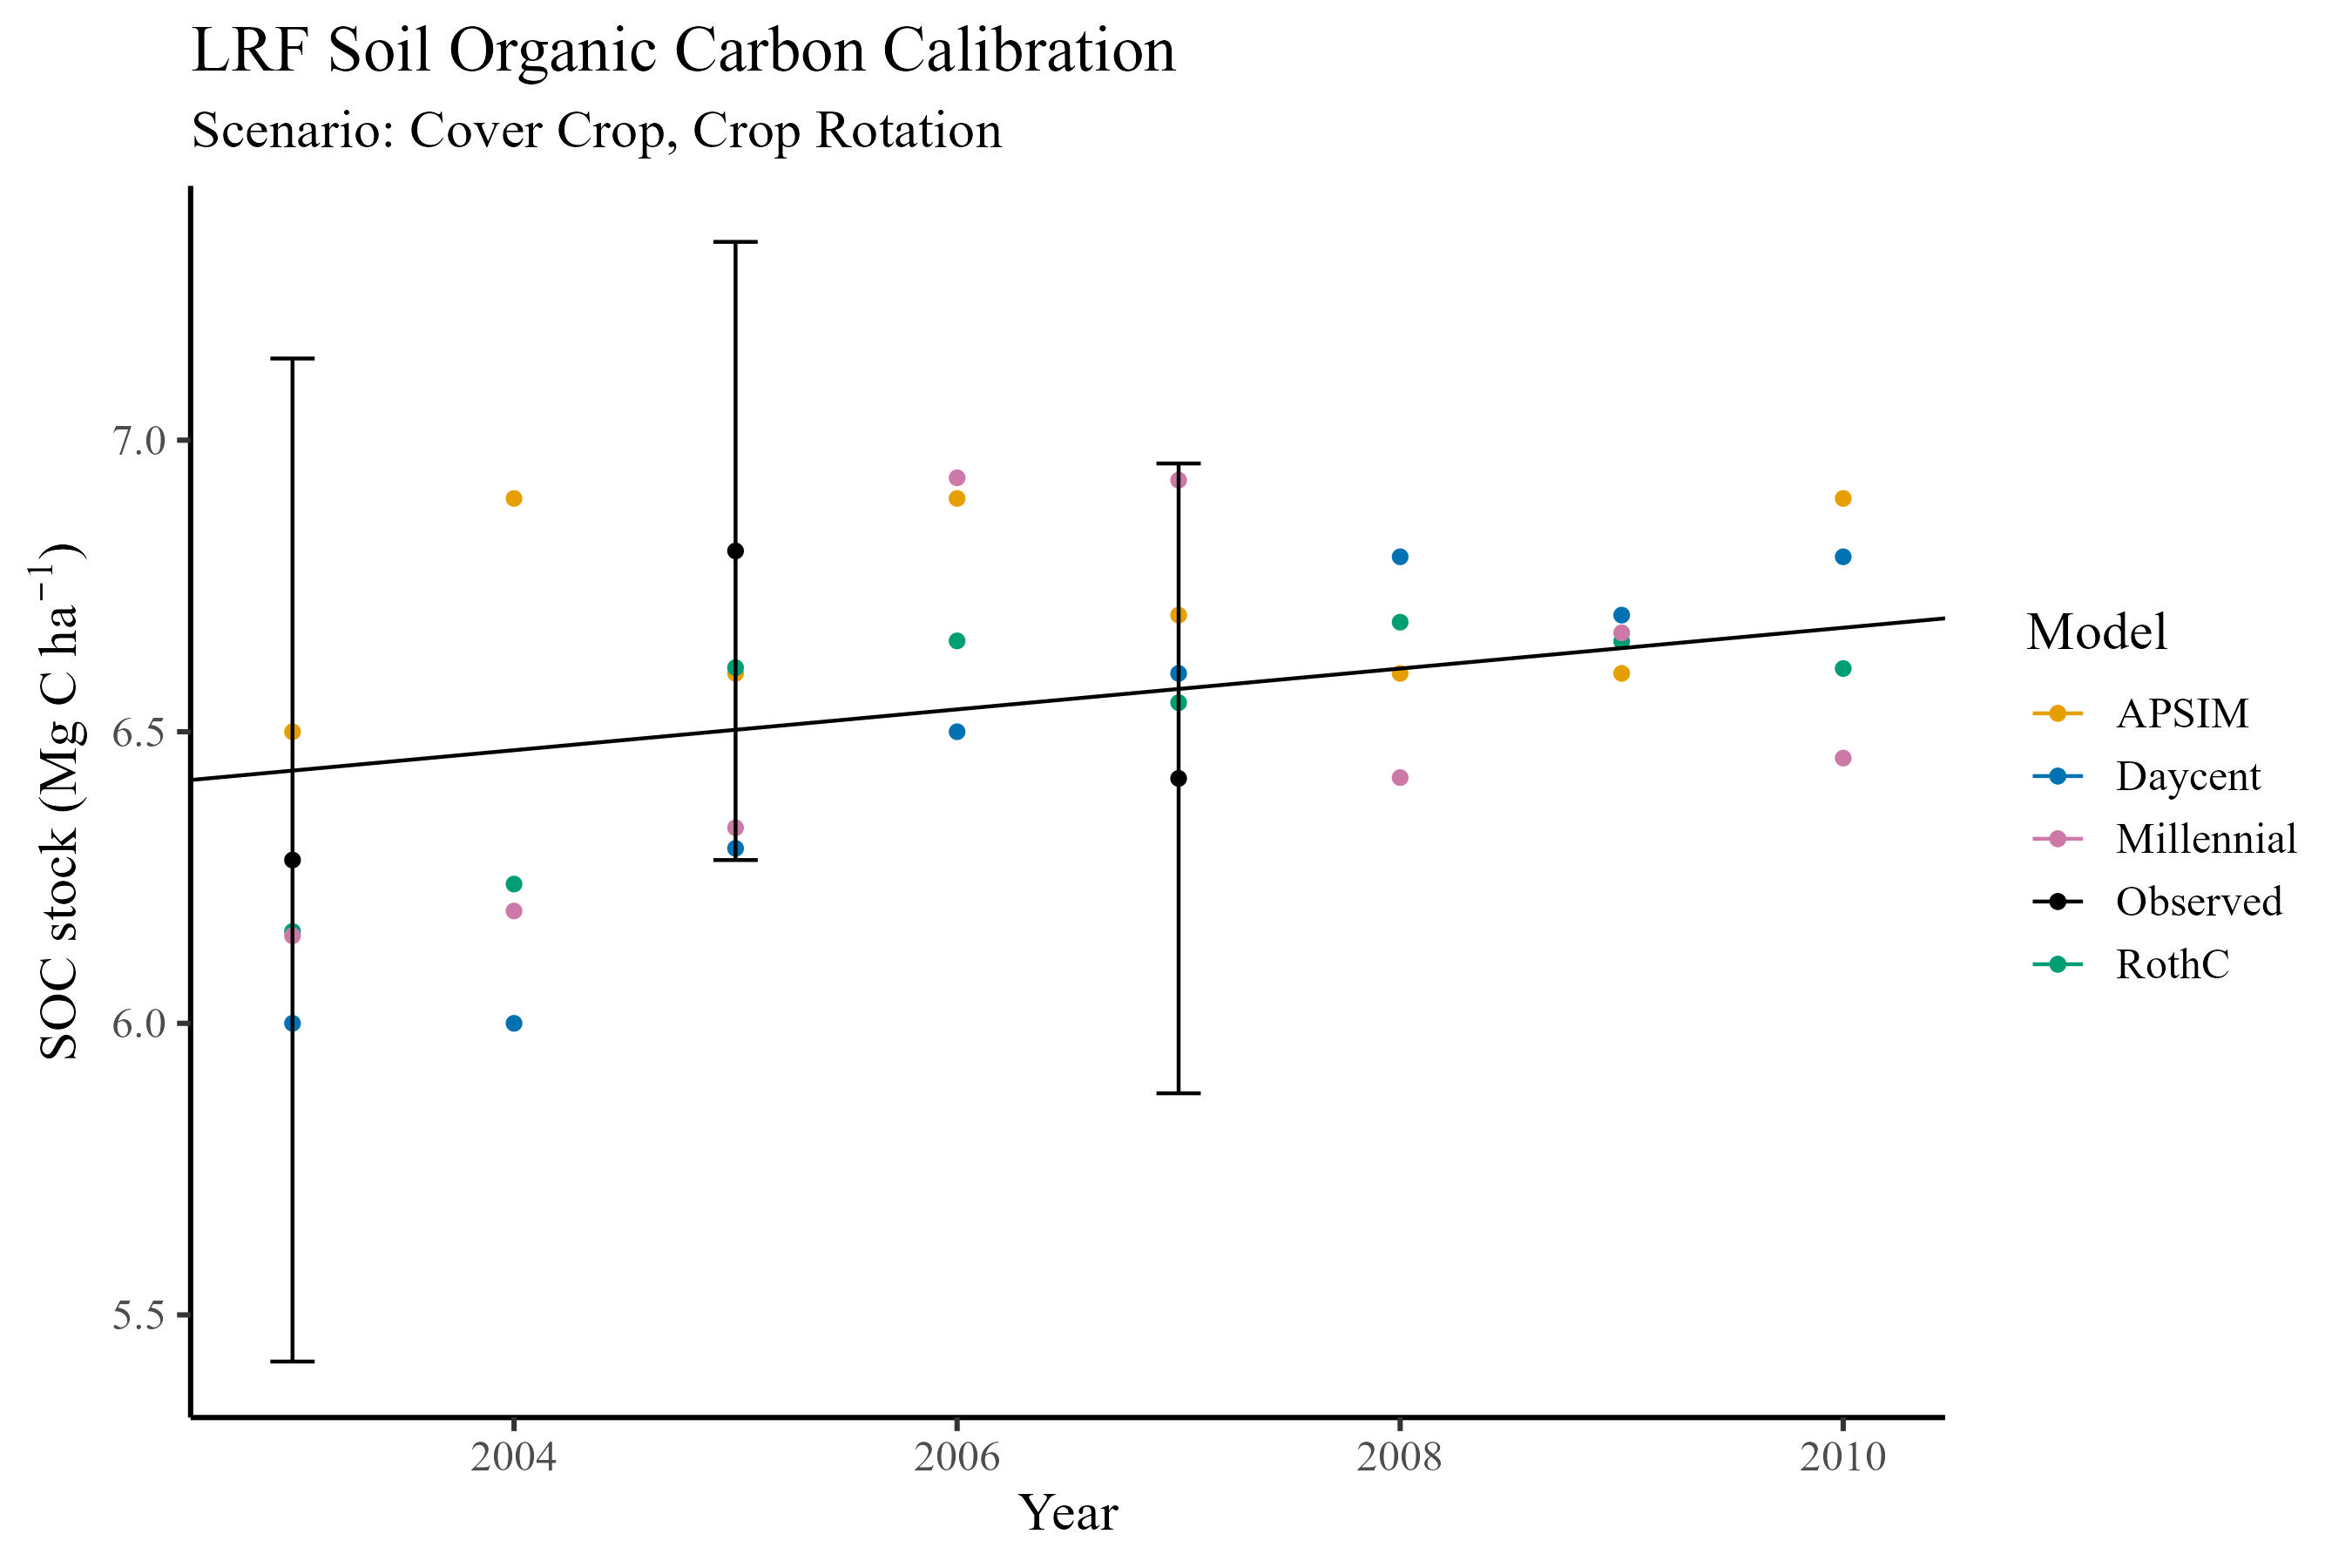 LRF Soil Organic Carbon Calibration
Scenario: Cover Crop, Crop Rotation
SOC stock (Mg C ha⁻¹)
7.0
6.5
6.0
5.5
2004 2006 2008 2010
Year
Model
APSIM
Daycent
Millennial
Observed
RothC